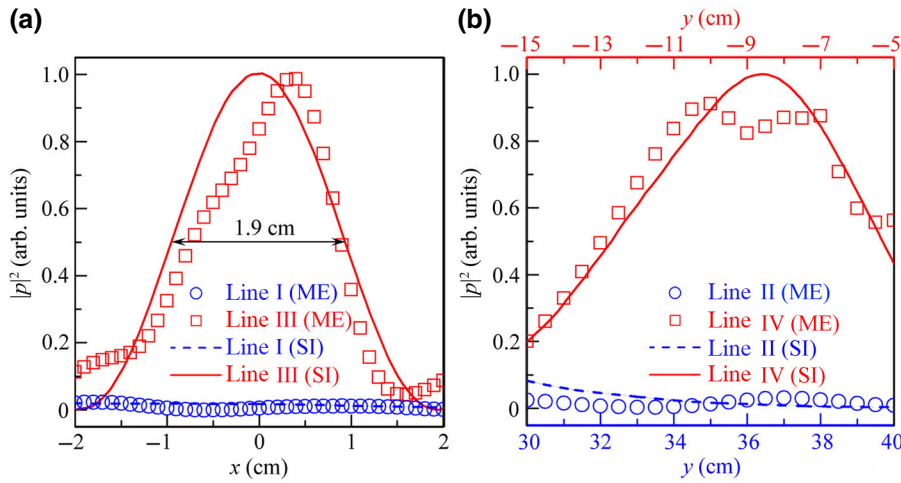 (a)
|p|² (arb. units)
1.0
0.8
0.6
0.4
0.2
0
1.9 cm
Line I (ME)
Line III (ME)
Line I (SI)
Line III (SI)
−2
−1
0
1
2
x (cm)
(b)
y (cm)
−15
−13
−11
−9
−7
−5
|p|² (arb. units)
1.0
0.8
0.6
0.4
0.2
0
Line II (ME)
Line IV (ME)
Line II (SI)
Line IV (SI)
30
32
34
36
38
40
y (cm)